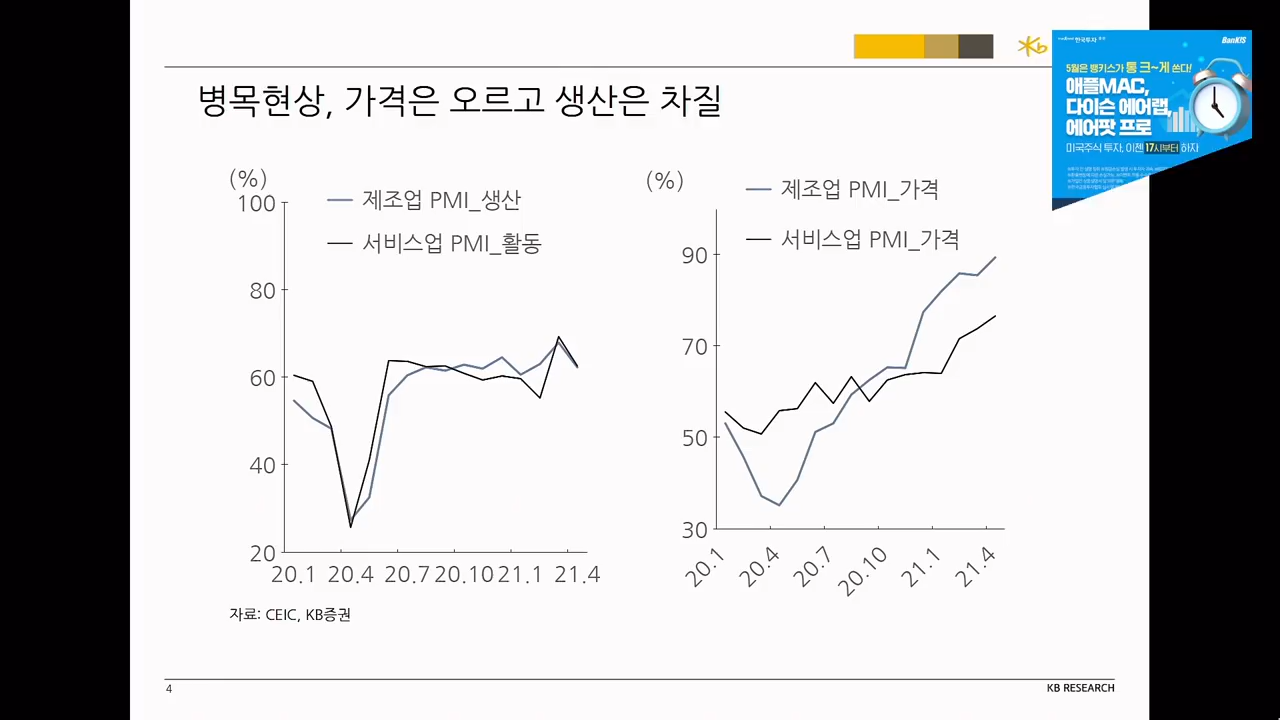 Kb
BanKIS
5월은 뱅키스가 통 크~게 쏜다!
애플MAC,
다이슨 에어랩,
에어팟 프로
미국주식 투자, 이젠 17시부터 하자
병목현상, 가격은 오르고 생산은 차질
(%)
제조업 PMI_생산
서비스업 PMI_활동
100
80
60
40
20
20.1 20.4 20.7 20.10 21.1 21.4
(%)
제조업 PMI_가격
서비스업 PMI_가격
90
70
50
30
20.1 20.4 20.7 20.10 21.1 21.4
자료: CEIC, KB증권
4
KB RESEARCH